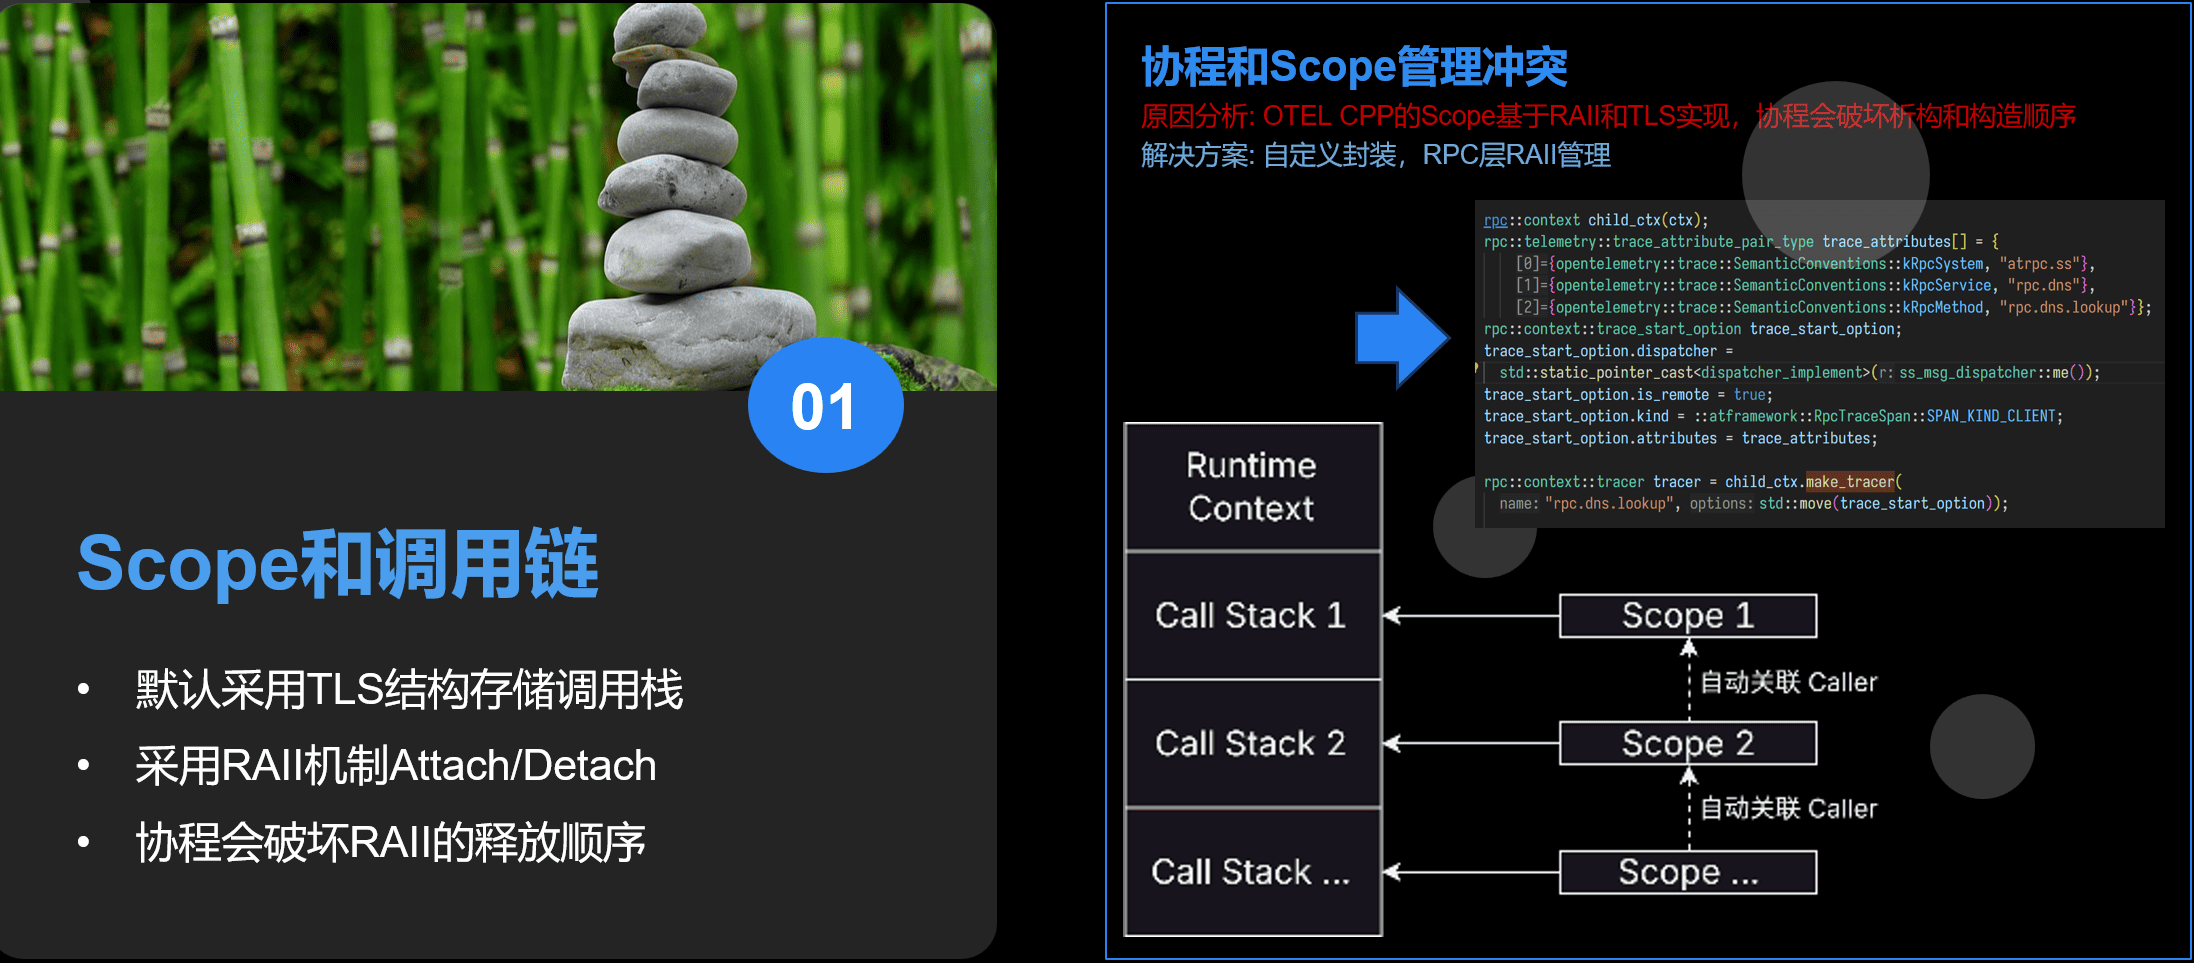 01
Scope和调用链
• 默认采用TLS结构存储调用栈
• 采用RAII机制Attach/Detach
• 协程会破坏RAII的释放顺序
协程和Scope管理冲突
原因分析: OTEL CPP的Scope基于RAII和TLS实现，协程会破坏析构和构造顺序
解决方案: 自定义封装，RPC层RAII管理
rpc::context child_ctx(ctx);
rpc::telemetry::trace_attribute_pair_type trace_attributes[] = {
[0]={opentelemetry::trace::SemanticConventions::kRpcSystem, "atrpc.ss"},
[1]={opentelemetry::trace::SemanticConventions::kRpcService, "rpc.dns"},
[2]={opentelemetry::trace::SemanticConventions::kRpcMethod, "rpc.dns.lookup"}};
rpc::context::trace_start_option trace_start_option;
trace_start_option.dispatcher =
std::static_pointer_cast<dispatcher_implement>(r: ss_msg_dispatcher::me());
trace_start_option.is_remote = true;
trace_start_option.kind = ::atframework::RpcTraceSpan::SPAN_KIND_CLIENT;
trace_start_option.attributes = trace_attributes;
rpc::context::tracer tracer = child_ctx.make_tracer(
name: "rpc.dns.lookup", options: std::move(trace_start_option));
Runtime
Context
Call Stack 1
Scope 1
自动关联 Caller
Call Stack 2
Scope 2
自动关联 Caller
Call Stack ...
Scope ...